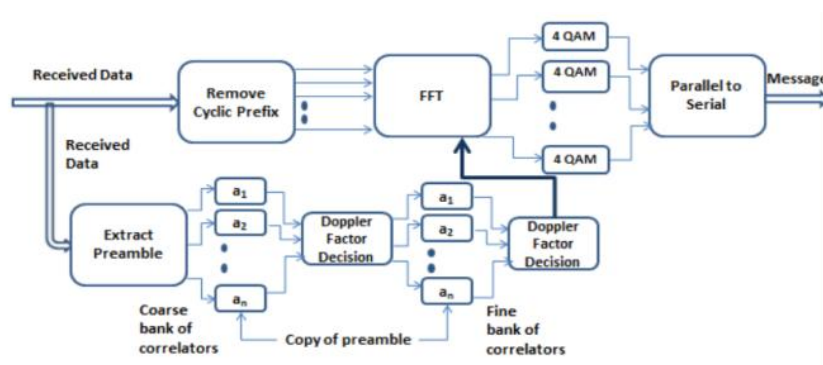 Received Data
Remove
Cyclic Prefix
FFT
4 QAM
4 QAM
4 QAM
Parallel to
Serial
Message
Received
Data
Extract
Preamble
a1
a2
an
Doppler
Factor
Decision
a1
a2
an
Doppler
Factor
Decision
Coarse
bank of
correlators
Copy of preamble
Fine
bank of
correlators